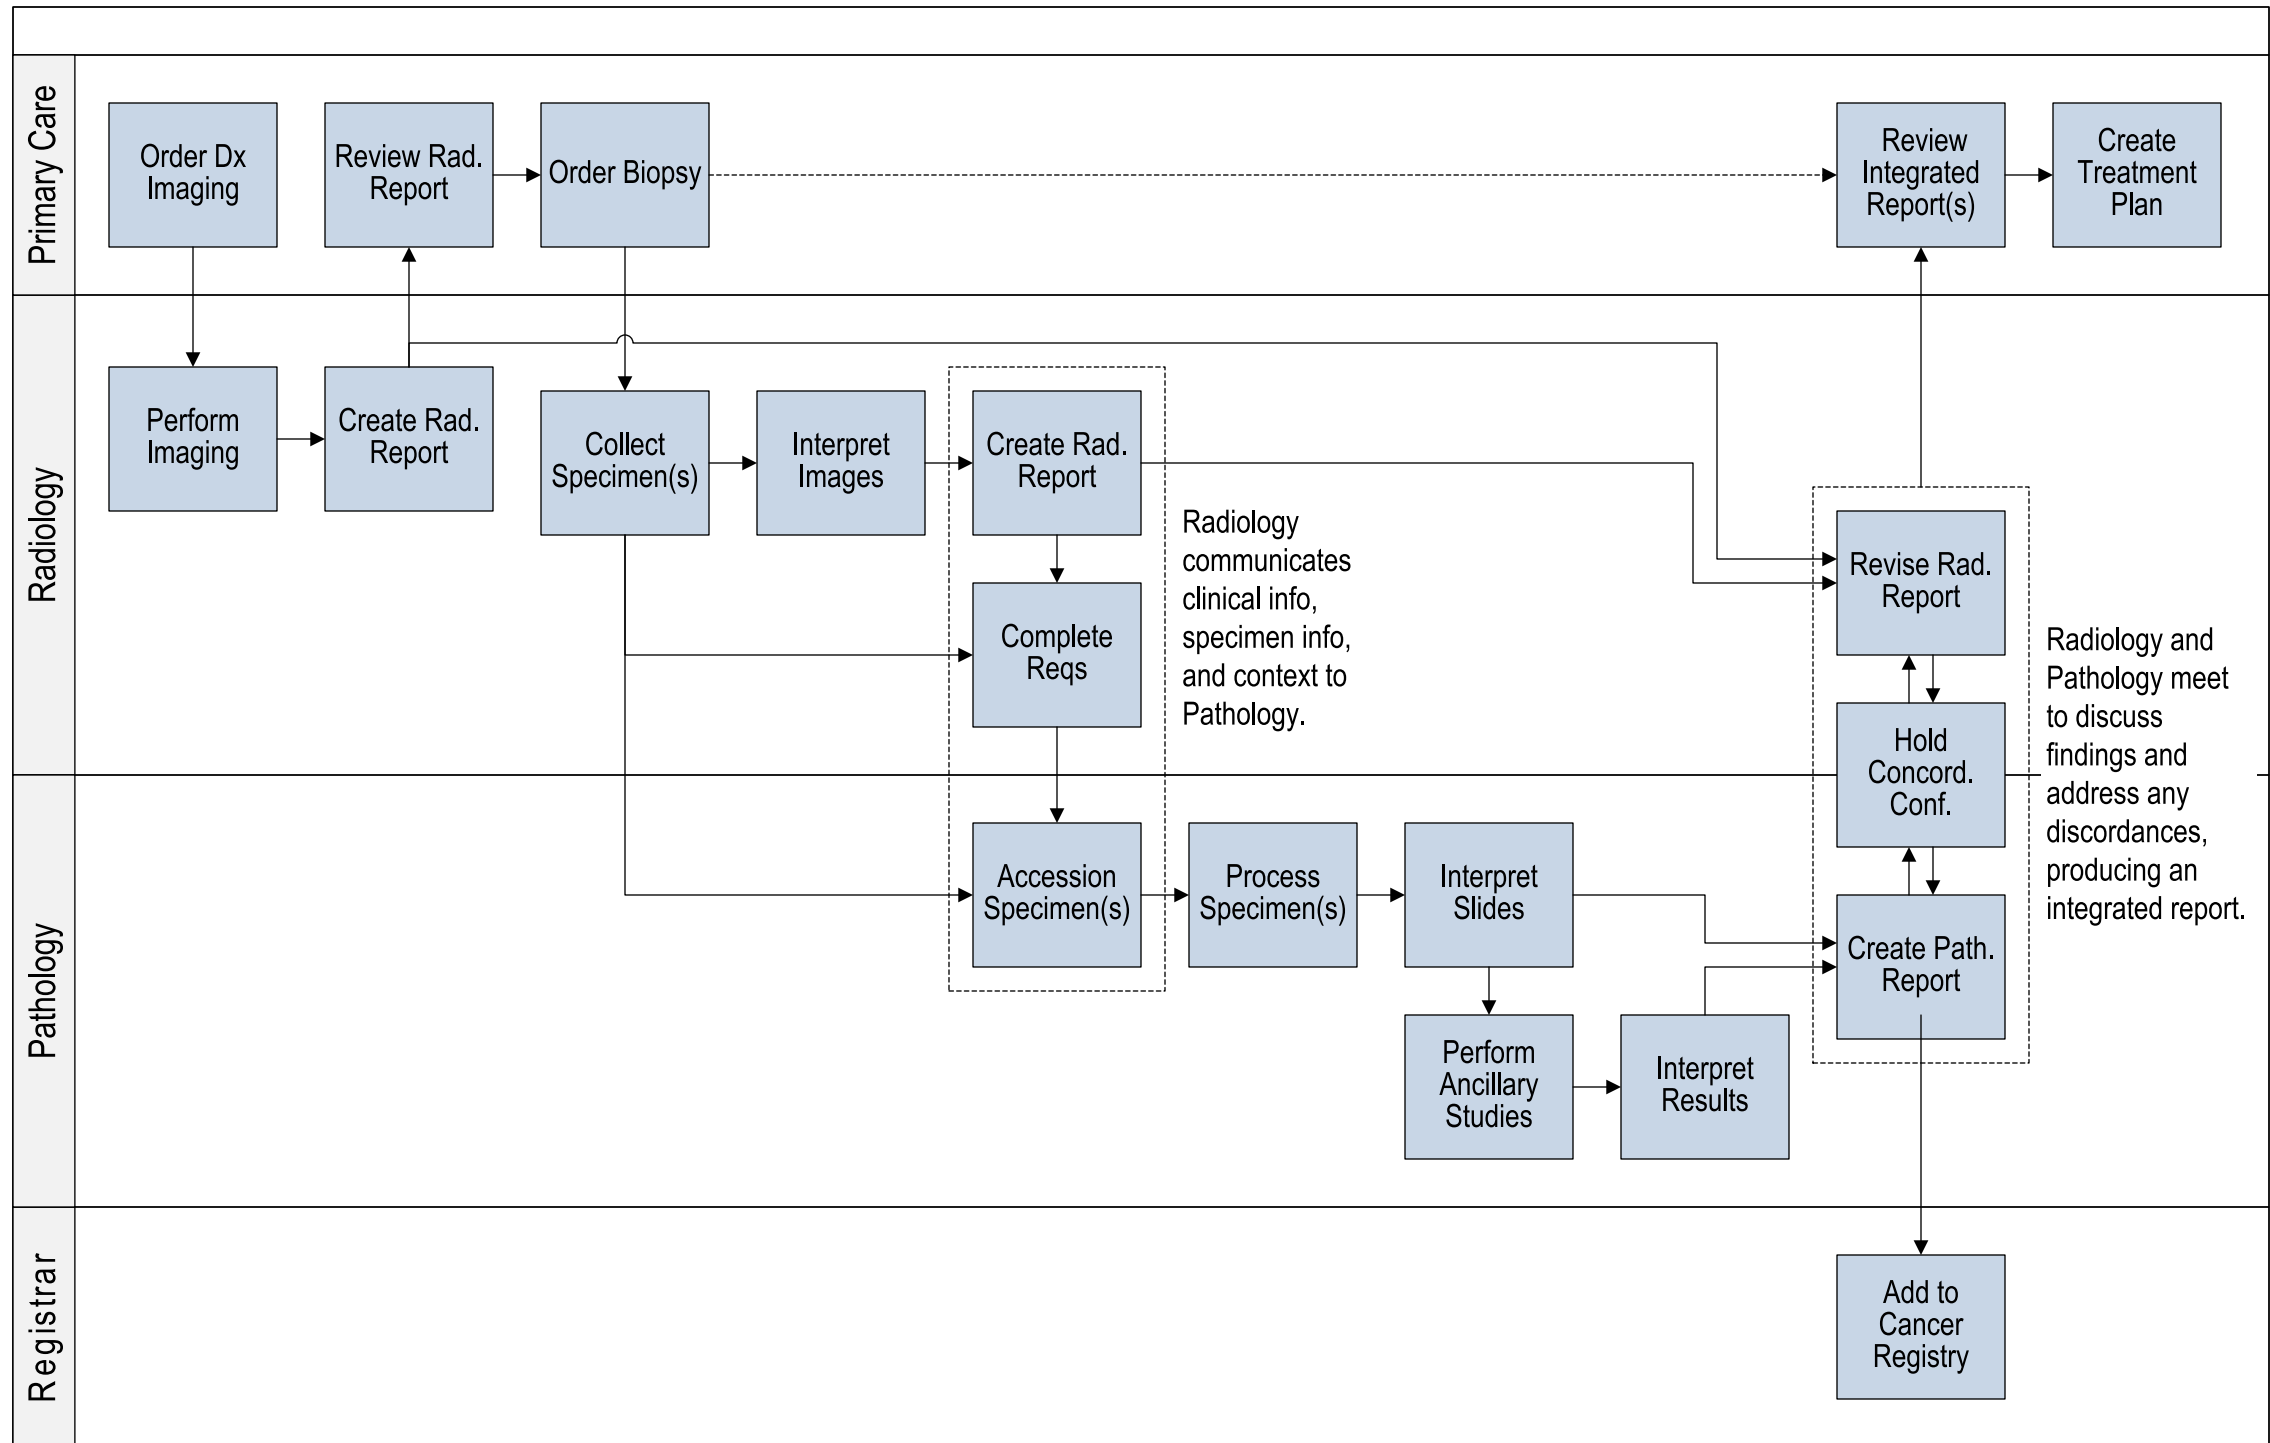 Primary Care
Order Dx
Imaging
Review Rad.
Report
Order Biopsy
Review
Integrated
Report(s)
Create
Treatment
Plan
Radiology
Perform
Imaging
Create Rad.
Report
Collect
Specimen(s)
Interpret
Images
Create Rad.
Report
Complete
Reqs
Radiology
communicates
clinical info,
specimen info,
and context to
Pathology.
Revise Rad.
Report
Hold
Concord.
Conf.
Radiology and
Pathology meet
to discuss
findings and
address any
discordances,
producing an
integrated report.
Pathology
Accession
Specimen(s)
Process
Specimen(s)
Interpret
Slides
Create Path.
Report
Perform
Ancillary
Studies
Interpret
Results
Registrar
Add to
Cancer
Registry